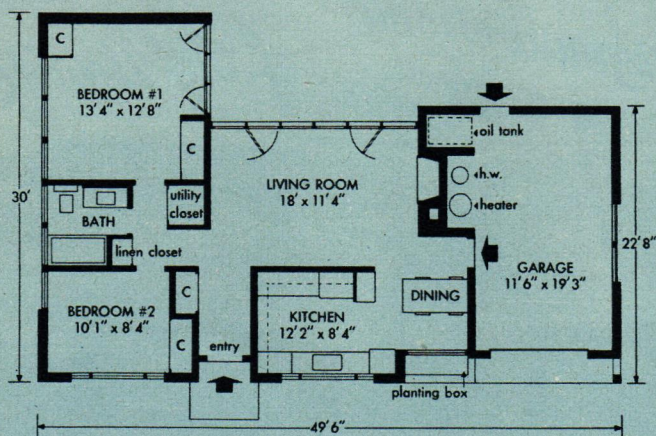 C
BEDROOM #1
13'4" x 12'8"
C
oil tank
LIVING ROOM
18' x 11'4"
h.w.
heater
30'
utility
closet
BATH
linen closet
22'8"
GARAGE
11'6" x 19'3"
C
DINING
BEDROOM #2
10'1" x 8'4"
KITCHEN
12'2" x 8'4"
C
entry
planting box
49'6"